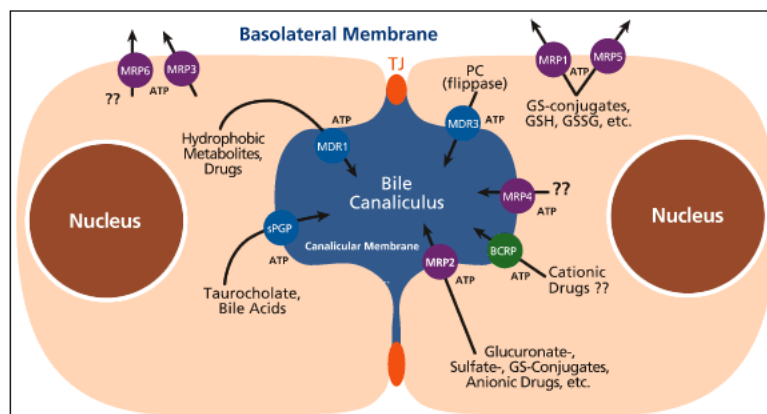 Basolateral Membrane
TJ
MRP6
MRP3
??
ATP
MRP1
ATP
MRP5
GS-conjugates,
GSH, GSSG, etc.
PC
(flippase)
MDR3
ATP
ATP
MDR1
Hydrophobic
Metabolites,
Drugs
Nucleus
Bile
Canaliculus
Canalicular Membrane
MRP4
??
ATP
Nucleus
sPGP
ATP
Taurocholate,
Bile Acids
MRP2
ATP
BCRP
ATP
Cationic
Drugs ??
Glucuronate-,
Sulfate-, GS-Conjugates,
Anionic Drugs, etc.